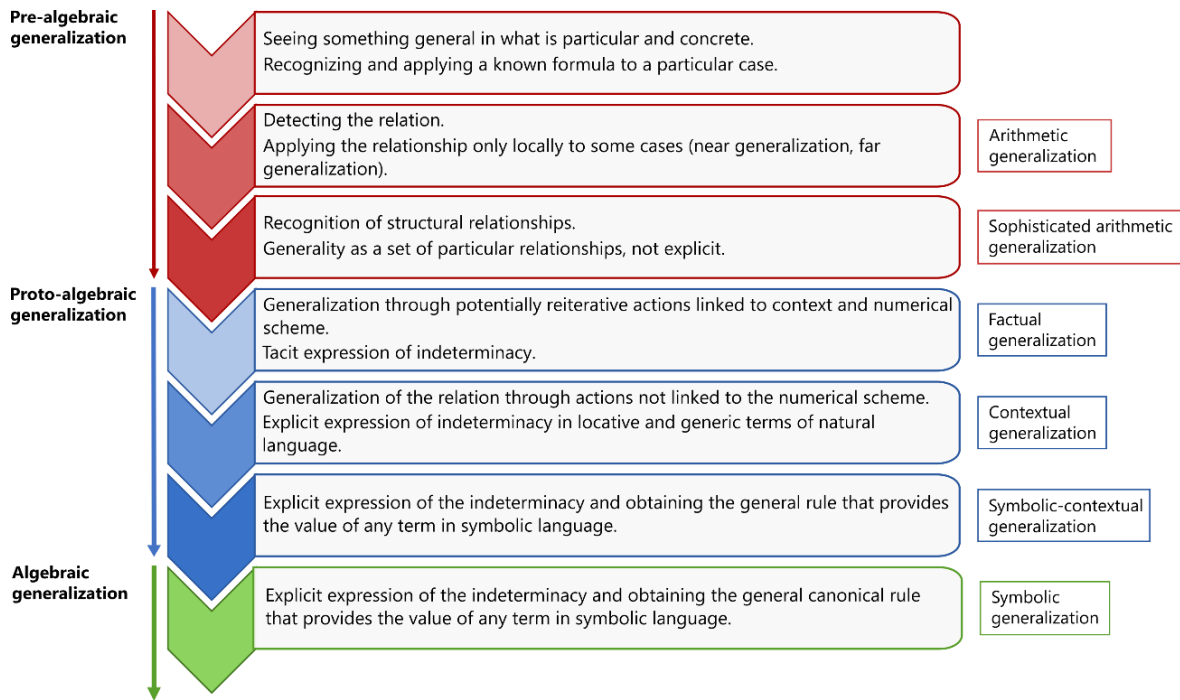 Pre-algebraic
generalization
Seeing something general in what is particular and concrete.
Recognizing and applying a known formula to a particular case.
Detecting the relation.
Applying the relationship only locally to some cases (near generalization, far
generalization).
Arithmetic
generalization
Recognition of structural relationships.
Generality as a set of particular relationships, not explicit.
Sophisticated arithmetic
generalization
Proto-algebraic
generalization
Generalization through potentially reiterative actions linked to context and numerical
scheme.
Tacit expression of indeterminacy.
Factual
generalization
Generalization of the relation through actions not linked to the numerical scheme.
Explicit expression of indeterminacy in locative and generic terms of natural
language.
Contextual
generalization
Explicit expression of the indeterminacy and obtaining the general rule that provides
the value of any term in symbolic language.
Symbolic-contextual
generalization
Algebraic
generalization
Explicit expression of the indeterminacy and obtaining the general canonical rule
that provides the value of any term in symbolic language.
Symbolic
generalization